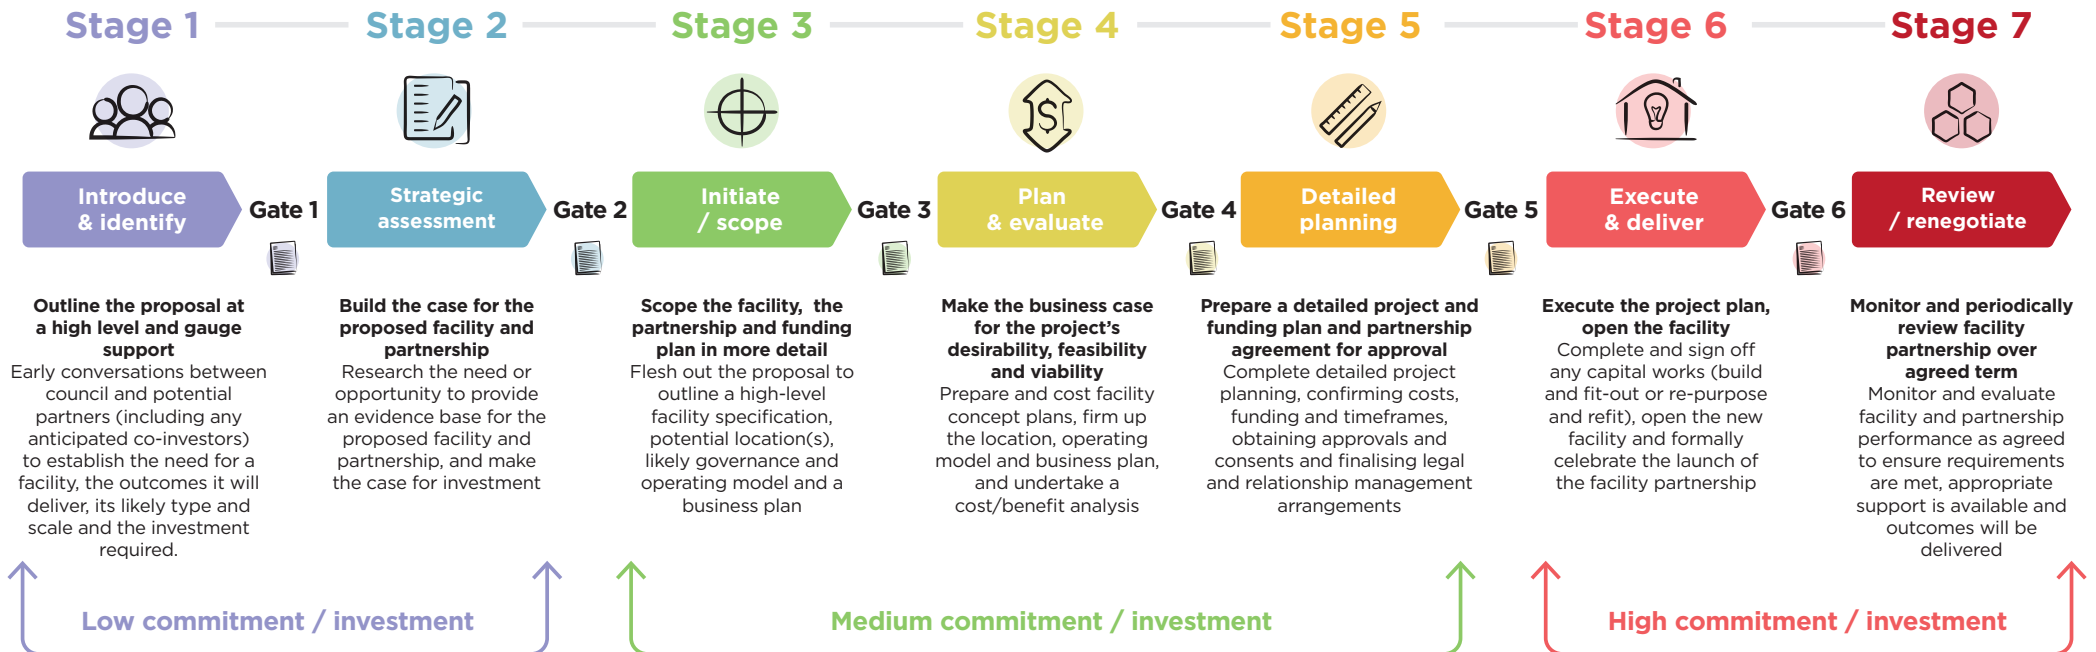 Stage 1
Stage 2
Stage 3
Stage 4
Stage 5
Stage 6
Stage 7
Introduce
& identify
Gate 1
Strategic
assessment
Gate 2
Initiate
/ scope
Gate 3
Plan
& evaluate
Gate 4
Detailed
planning
Gate 5
Execute
& deliver
Gate 6
Review
/ renegotiate
Outline the proposal at
a high level and gauge
support
Early conversations between
council and potential
partners (including any
anticipated co-investors)
to establish the need for a
facility, the outcomes it will
deliver, its likely type and
scale and the investment
required.
Build the case for the
proposed facility and
partnership
Research the need or
opportunity to provide
an evidence base for the
proposed facility and
partnership, and make
the case for investment
Scope the facility, the
partnership and funding
plan in more detail
Flesh out the proposal to
outline a high-level
facility specification,
potential location(s),
likely governance and
operating model and a
business plan
Make the business case
for the project's
desirability, feasibility
and viability
Prepare and cost facility
concept plans, firm up
the location, operating
model and business plan,
and undertake a
cost/benefit analysis
Prepare a detailed project and
funding plan and partnership
agreement for approval
Complete detailed project
planning, confirming costs,
funding and timeframes,
obtaining approvals and
consents and finalising legal
and relationship management
arrangements
Execute the project plan,
open the facility
Complete and sign off
any capital works (build
and fit-out or re-purpose
and refit), open the new
facility and formally
celebrate the launch of
the facility partnership
Monitor and periodically
review facility
partnership over
agreed term
Monitor and evaluate
facility and partnership
performance as agreed
to ensure requirements
are met, appropriate
support is available and
outcomes will be
delivered
Low commitment / investment
Medium commitment / investment
High commitment / investment